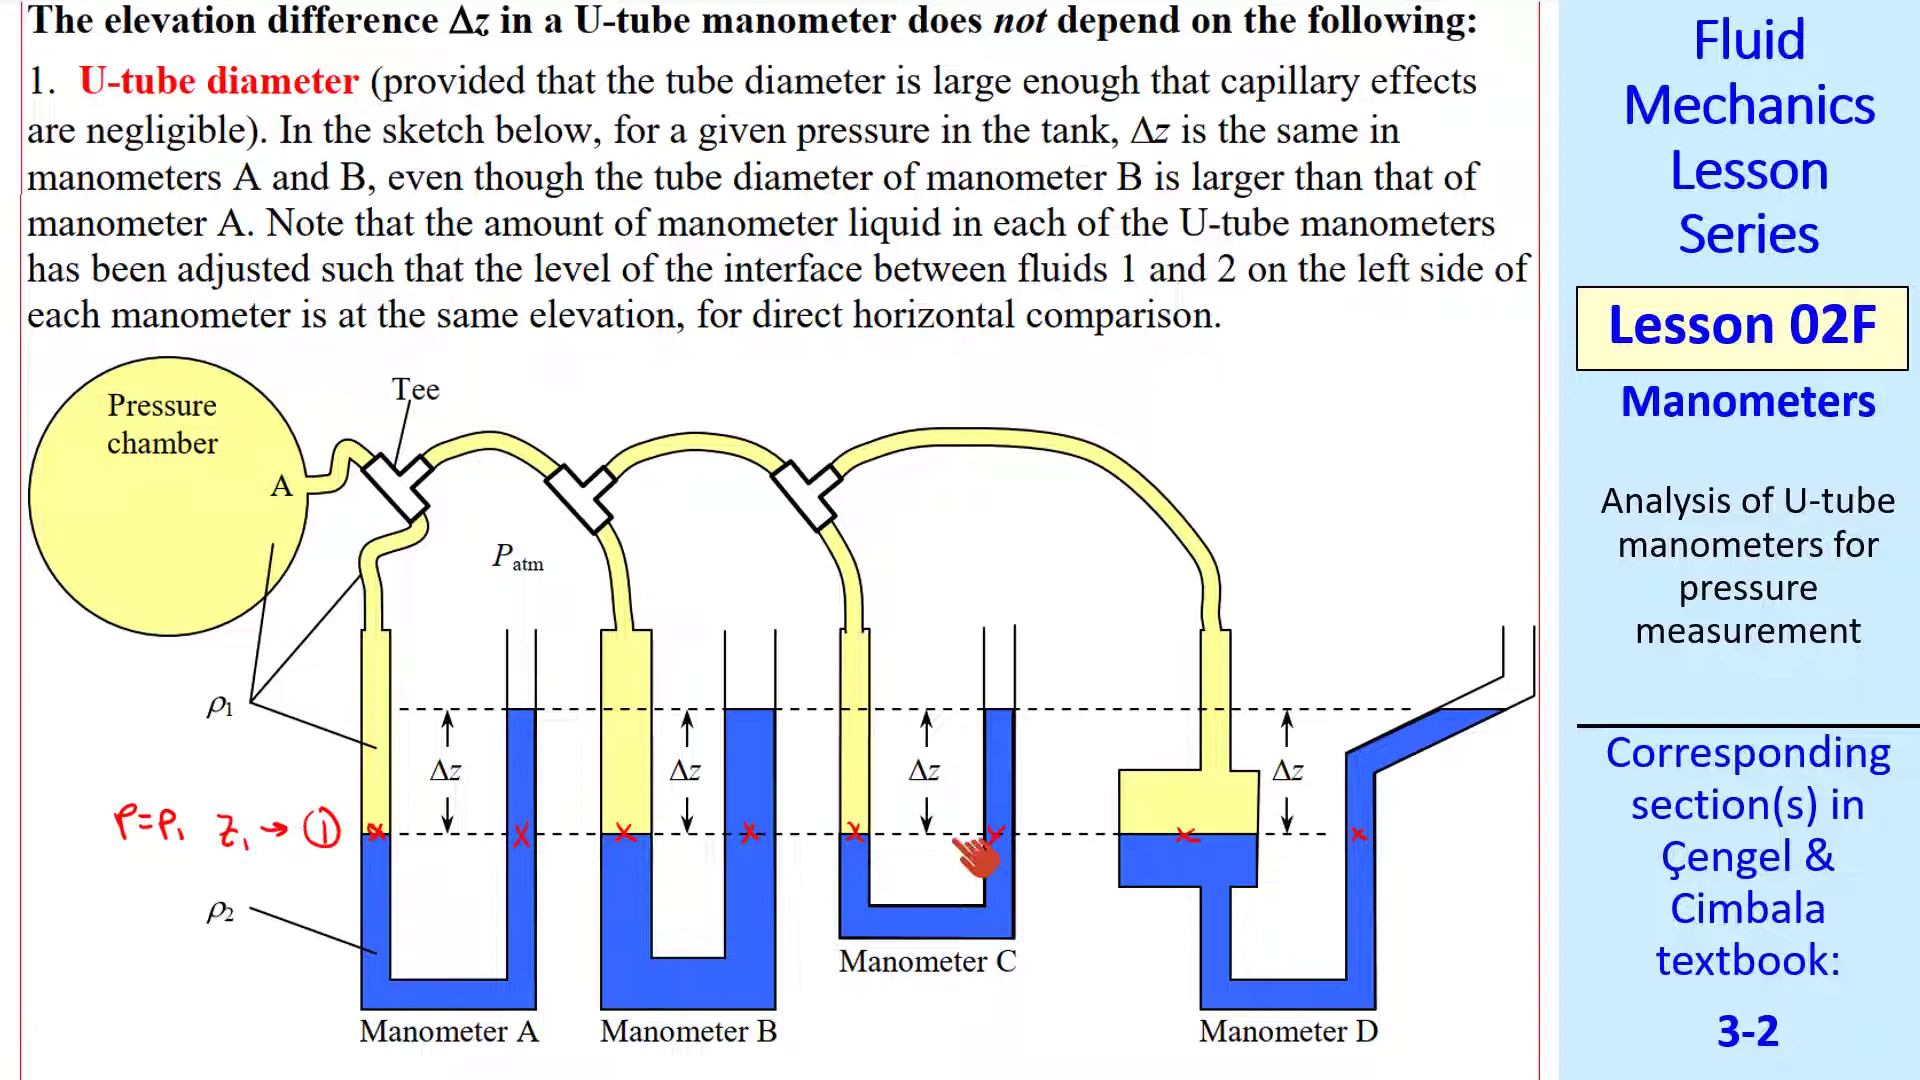 The elevation difference Δz in a U-tube manometer does not depend on the following:
1. U-tube diameter (provided that the tube diameter is large enough that capillary effects
are negligible). In the sketch below, for a given pressure in the tank, Δz is the same in
manometers A and B, even though the tube diameter of manometer B is larger than that of
manometer A. Note that the amount of manometer liquid in each of the U-tube manometers
has been adjusted such that the level of the interface between fluids 1 and 2 on the left side of
each manometer is at the same elevation, for direct horizontal comparison.
Pressure
chamber
A
Tee
Patm
ρ1
Δz
Δz
Δz
Δz
P=P1 z1 → ①
ρ2
Manometer A
Manometer B
Manometer C
Manometer D
Fluid
Mechanics
Lesson
Series
Lesson 02F
Manometers
Analysis of U-tube
manometers for
pressure
measurement
Corresponding
section(s) in
Çengel &
Cimbala
textbook:
3-2